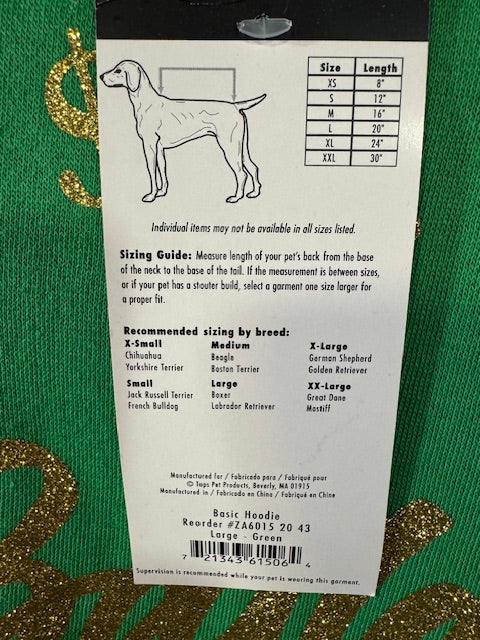 Size Length
XS 8"
S 12"
M 16"
L 20"
XL 24"
XXL 30"
Individual items may not be available in all sizes listed.
Sizing Guide: Measure length of your pet's back from the base
of the neck to the base of the tail. If the measurement is between sizes,
or if your pet has a stouter build, select a garment one size larger for
a proper fit.
Recommended sizing by breed:
X-Small
Chihuahua
Yorkshire Terrier
Medium
Beagle
Boston Terrier
X-Large
German Shepherd
Golden Retriever
Small
Jack Russell Terrier
French Bulldog
Large
Boxer
Labrador Retriever
XX-Large
Great Dane
Mastiff
Manufactured for / Fabricado para / Fabriqué pour
© Tops Pet Products, Beverly, MA 01915
Manufactured in / Fabricado en China / Fabriqué en Chine
Basic Hoodie
Reorder #ZA6015 20 43
Large - Green
7 21343 61506 4
Supervision is recommended while your pet is wearing this garment.